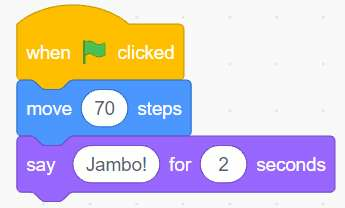 when clicked
move 70 steps
say Jambo! for 2 seconds